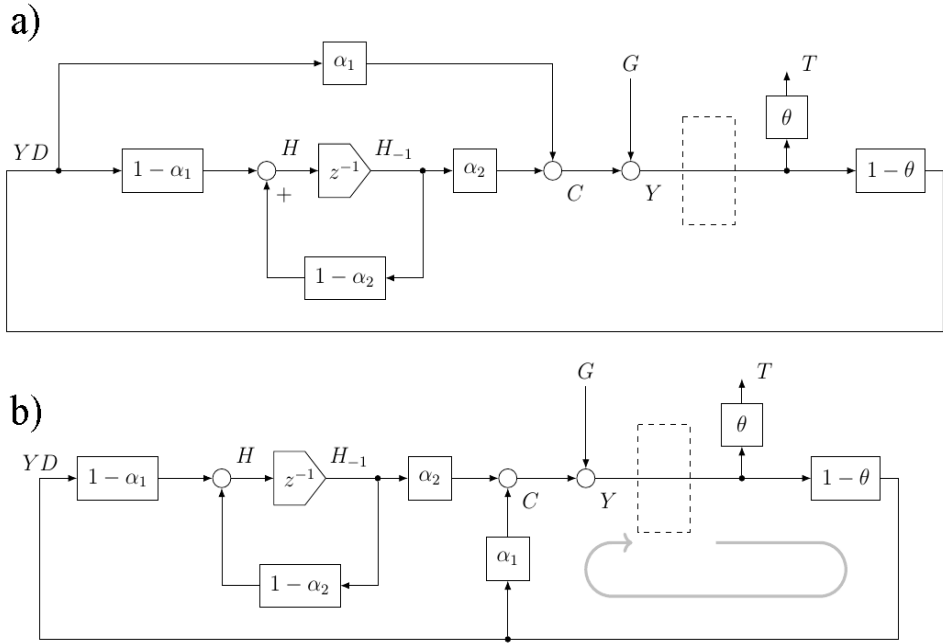 a)
α₁
G
T
θ
YD
1 − α₁
H
z⁻¹
H₋₁
α₂
C
Y
1 − θ
+
1 − α₂
b)
G
T
θ
YD
1 − α₁
H
z⁻¹
H₋₁
α₂
C
Y
1 − θ
α₁
1 − α₂